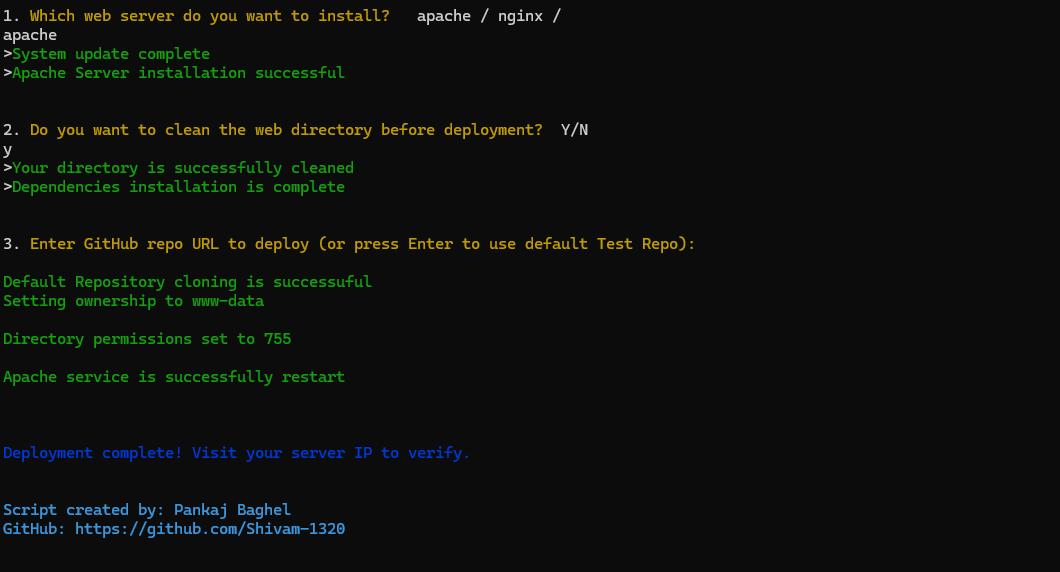 1. Which web server do you want to install?   apache / nginx /
apache
>System update complete
>Apache Server installation successful
2. Do you want to clean the web directory before deployment?  Y/N
y
>Your directory is successfully cleaned
>Dependencies installation is complete
3. Enter GitHub repo URL to deploy (or press Enter to use default Test Repo):
Default Repository cloning is successuful
Setting ownership to www-data
Directory permissions set to 755
Apache service is successfully restart
Deployment complete! Visit your server IP to verify.
Script created by: Pankaj Baghel
GitHub: https://github.com/Shivam-1320